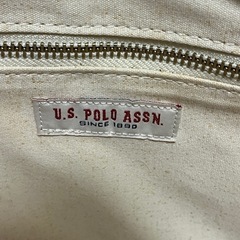 U.S. POLO ASSN.
SINCE 1890